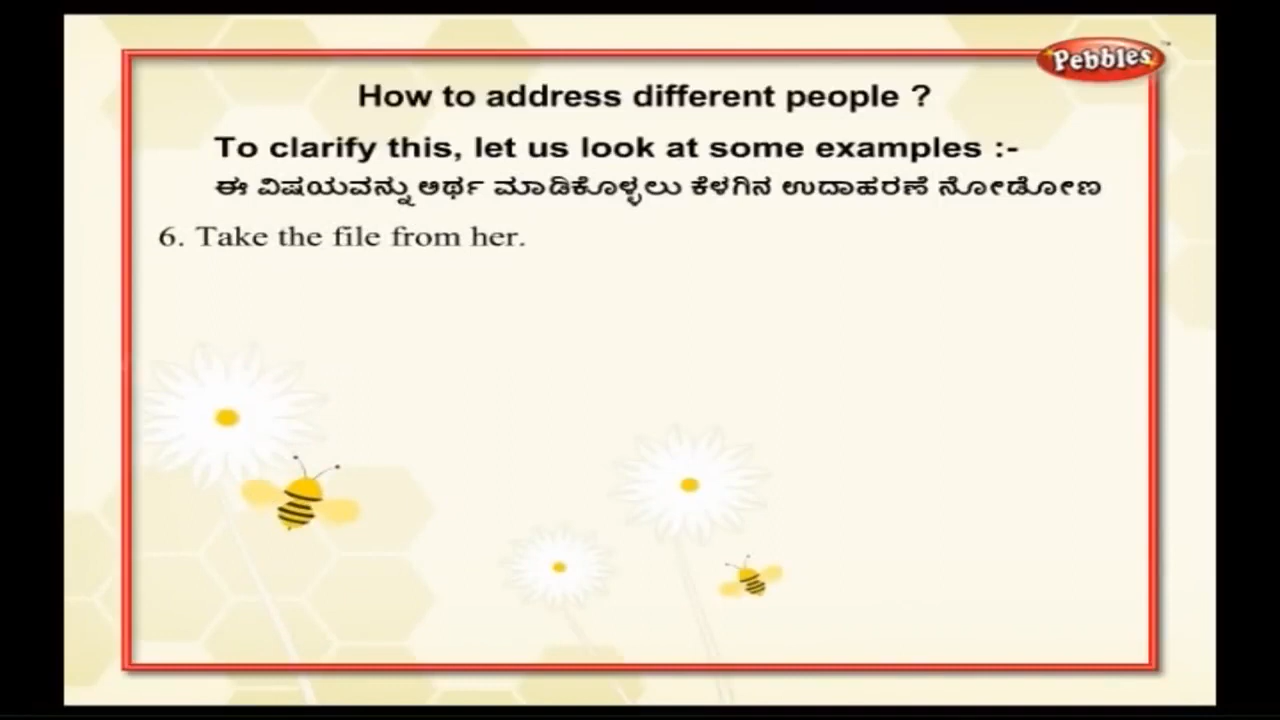 Pebbles™
How to address different people ?
To clarify this, let us look at some examples :-
ಈ ವಿಷಯವನ್ನು ಅರ್ಥ ಮಾಡಿಕೊಳ್ಳಲು ಕೆಳಗಿನ ಉದಾಹರಣೆ ನೋಡೋಣ
6. Take the file from her.